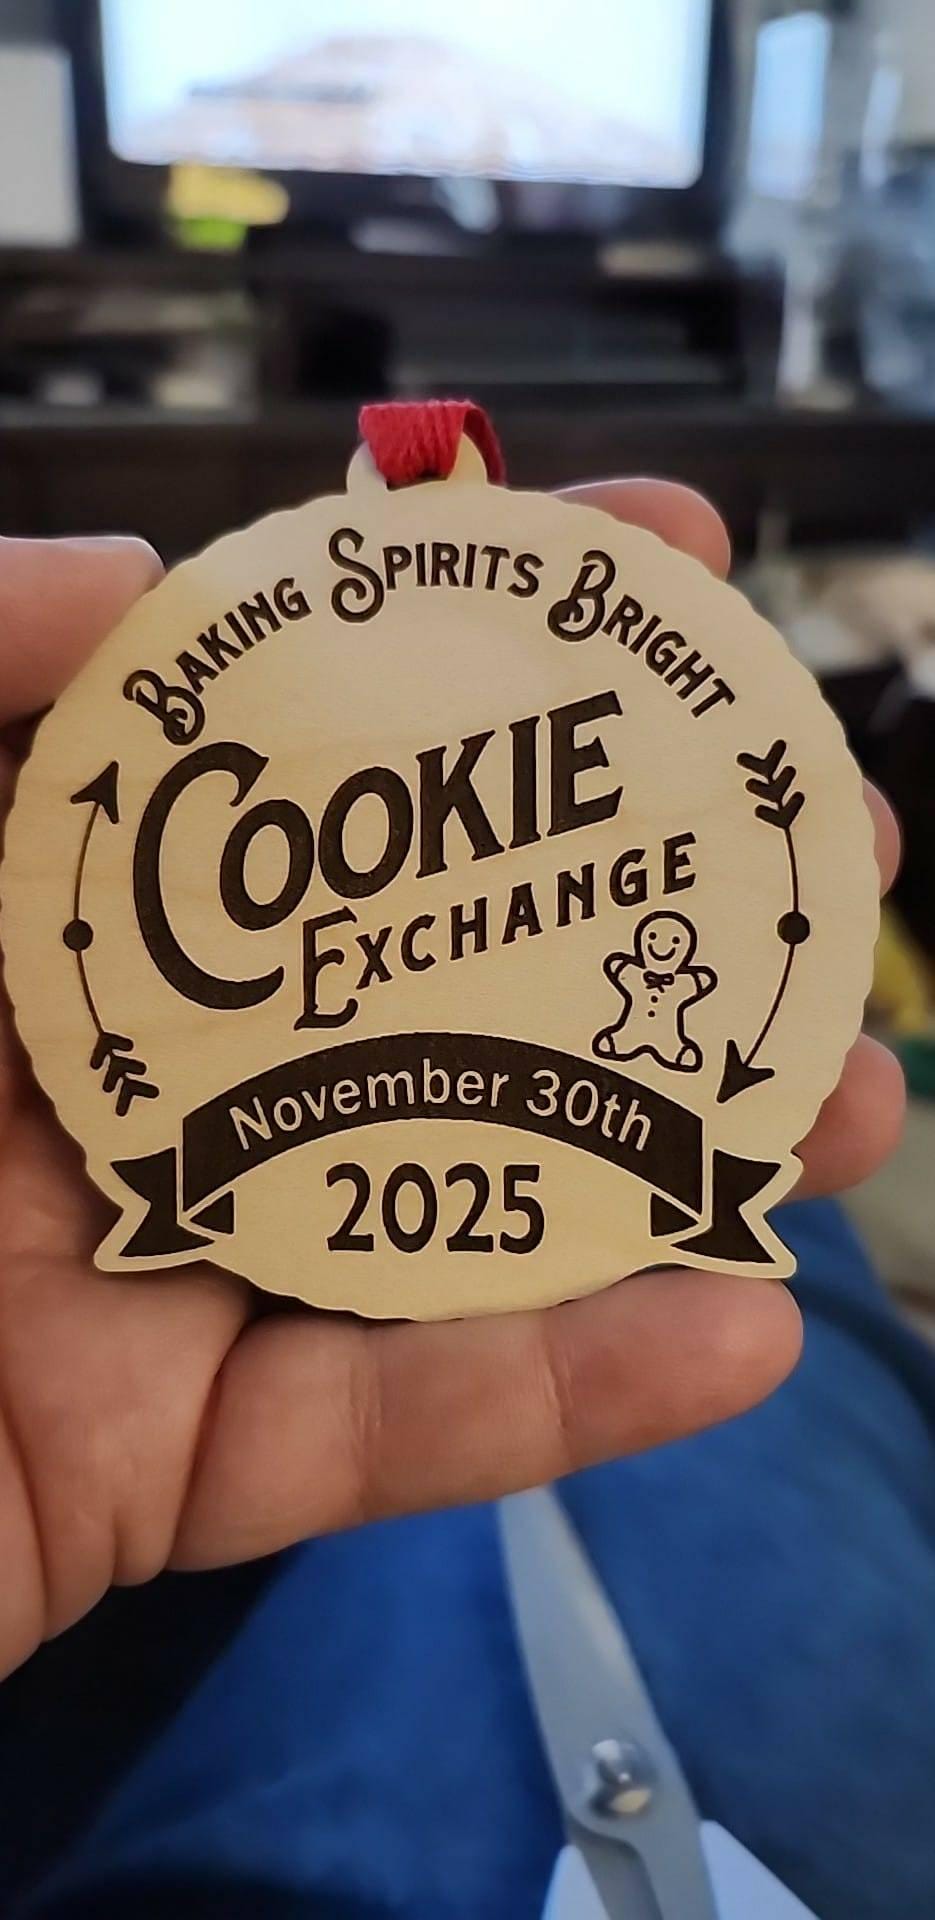 Baking Spirits Bright
Cookie
Exchange
November 30th
2025